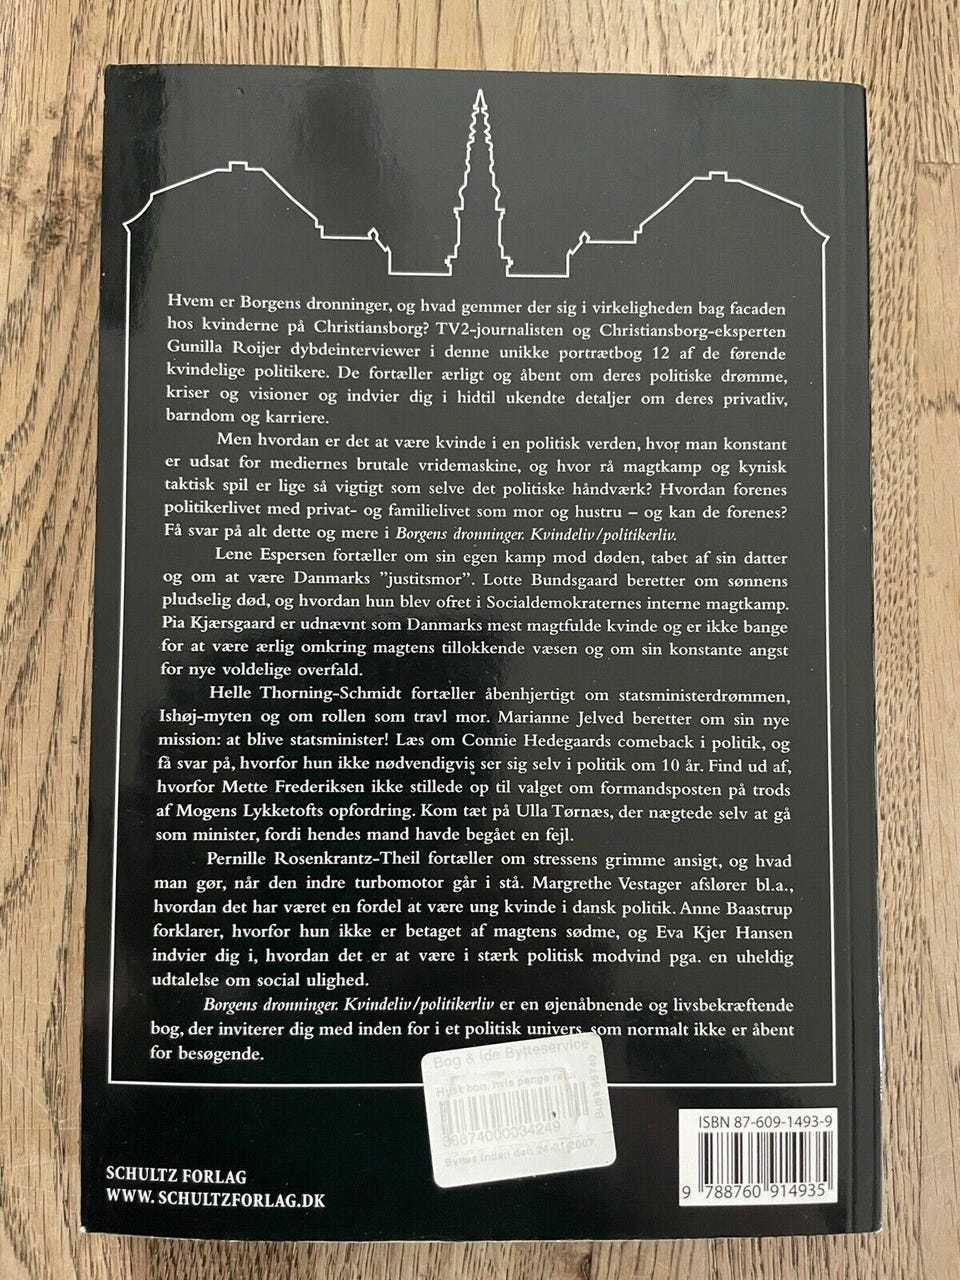 Hvem er Borgens dronninger, og hvad gemmer der sig i virkeligheden bag facaden
hos kvinderne på Christiansborg? TV2-journalisten og Christiansborg-eksperten
Gunilla Roijer dybdeinterviewer i denne unikke portrætbog 12 af de førende
kvindelige politikere. De fortæller ærligt og åbent om deres politiske drømme,
kriser og visioner og indvier dig i hidtil ukendte detaljer om deres privatliv,
barndom og karriere.
Men hvordan er det at være kvinde i en politisk verden, hvor man konstant
er udsat for mediernes brutale vridemaskine, og hvor rå magtkamp og kynisk
taktisk spil er lige så vigtigt som selve det politiske håndværk? Hvordan forenes
politikerlivet med privat- og familielivet som mor og hustru – og kan de forenes?
Få svar på alt dette og mere i Borgens dronninger. Kvindeliv/politikerliv.
Lene Espersen fortæller om sin egen kamp mod døden, tabet af sin datter
og om at være Danmarks ”justitsmor”. Lotte Bundsgaard beretter om sønnens
pludselig død, og hvordan hun blev ofret i Socialdemokraternes interne magtkamp.
Pia Kjærsgaard er udnævnt som Danmarks mest magtfulde kvinde og er ikke bange
for at være ærlig omkring magtens tillokkende væsen og om sin konstante angst
for nye voldelige overfald.
Helle Thorning-Schmidt fortæller åbenhjertigt om statsministerdrømmen,
Ishøj-myten og om rollen som travl mor. Marianne Jelved beretter om sin nye
mission: at blive statsminister! Læs om Connie Hedegaards comeback i politik, og
få svar på, hvorfor hun ikke nødvendigvis ser sig selv i politik om 10 år. Find ud af,
hvorfor Mette Frederiksen ikke stillede op til valget om formandsposten på trods
af Mogens Lykketofts opfordring. Kom tæt på Ulla Tørnæs, der nægtede selv at gå
som minister, fordi hendes mand havde begået en fejl.
Pernille Rosenkrantz-Theil fortæller om stressens grimme ansigt, og hvad
man gør, når den indre turbomotor går i stå. Margrethe Vestager afslører bl.a.,
hvordan det har været en fordel at være ung kvinde i dansk politik. Anne Baastrup
forklarer, hvorfor hun ikke er betaget af magtens sødme, og Eva Kjer Hansen
indvier dig i, hvordan det er at være i stærk politisk modvind pga. en uheldig
udtalelse om social ulighed.
Borgens dronninger. Kvindeliv/politikerliv er en øjenåbnende og livsbekræftende
bog, der inviterer dig med inden for i et politisk univers, som normalt ikke er åbent
for besøgende.
Bog & Ide Bytteservice
Husk bon, hvis penge retur
Butik 66740
36674000034249
Byttes inden den 24-01-2007
ISBN 87-609-1493-9
9 788760 914935
SCHULTZ FORLAG
WWW.SCHULTZFORLAG.DK